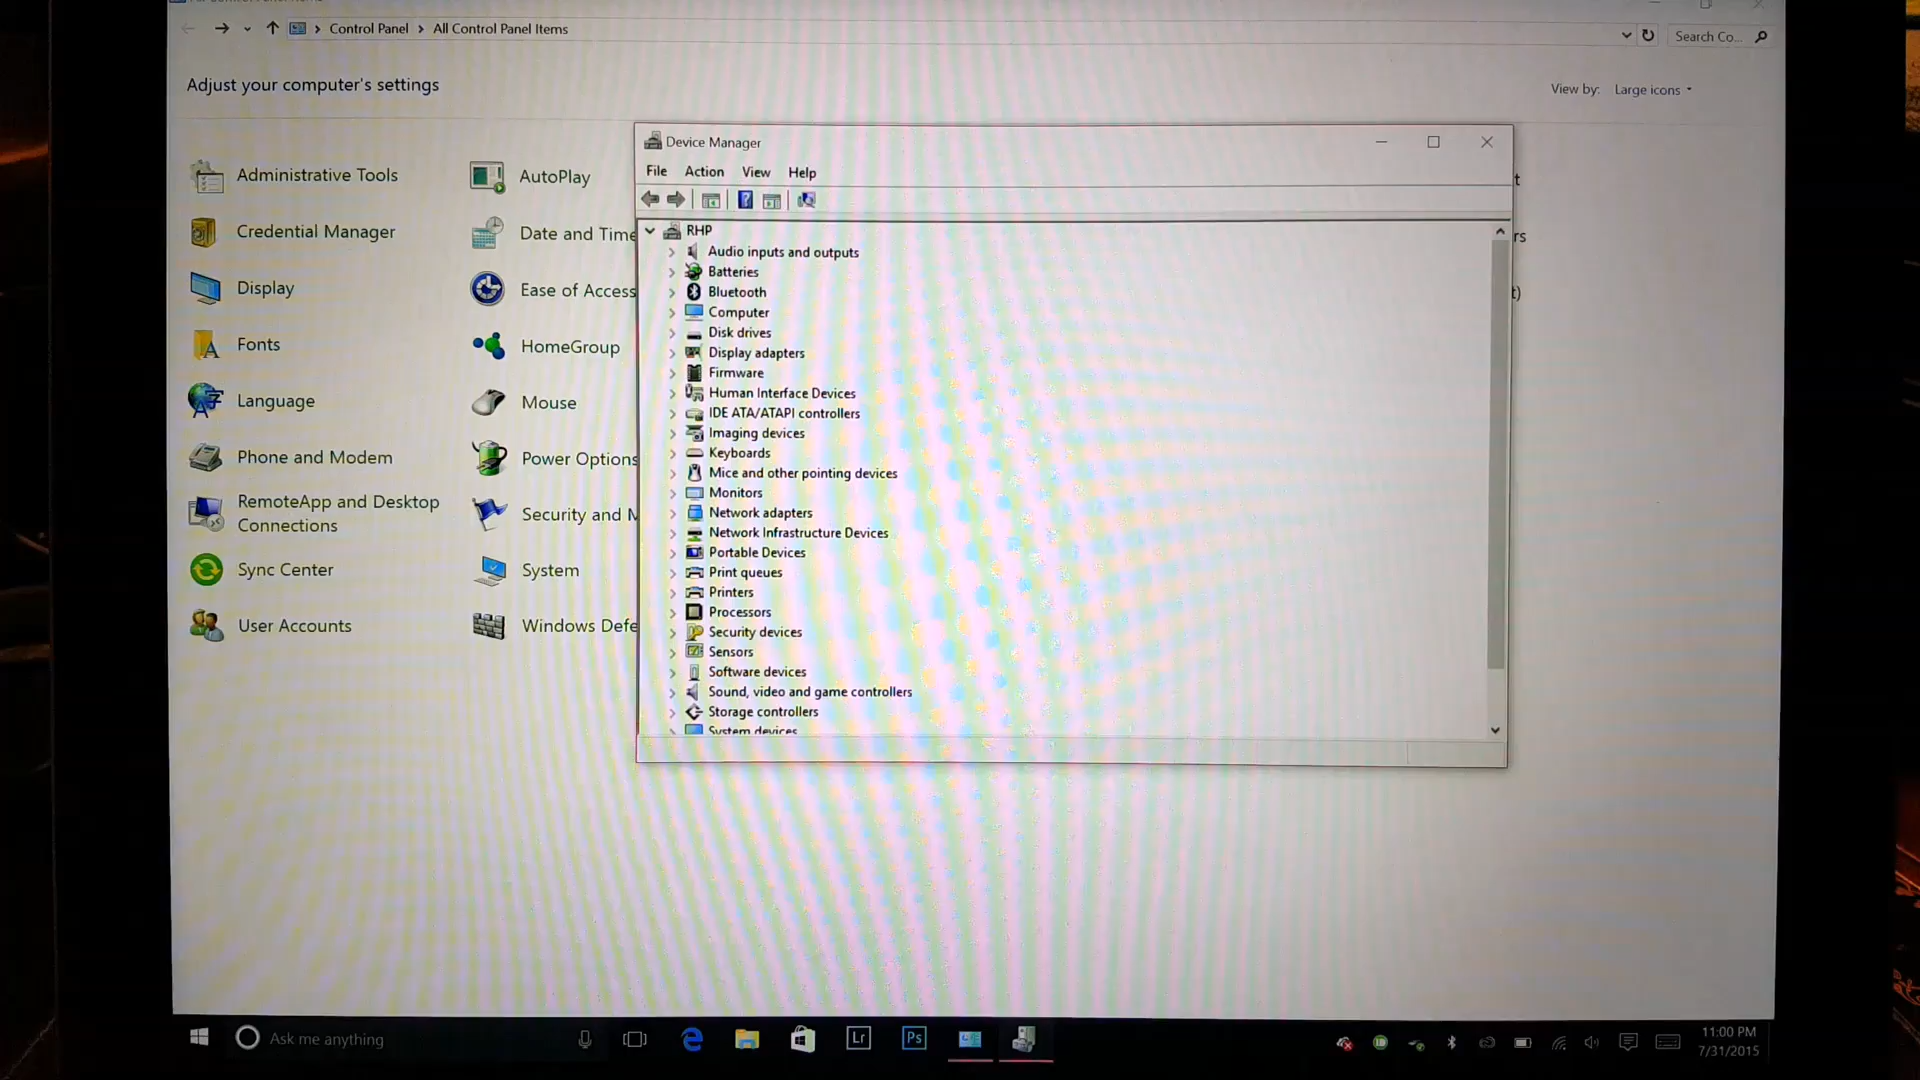 Control Panel > All Control Panel Items
Search Co...
Adjust your computer's settings
View by: Large icons
Administrative Tools
AutoPlay
Credential Manager
Date and Time
Display
Ease of Access
Fonts
HomeGroup
Language
Mouse
Phone and Modem
Power Options
RemoteApp and Desktop
Connections
Security and M
Sync Center
System
User Accounts
Windows Defe
t
rs
t)
Device Manager
File Action View Help
RHP
Audio inputs and outputs
Batteries
Bluetooth
Computer
Disk drives
Display adapters
Firmware
Human Interface Devices
IDE ATA/ATAPI controllers
Imaging devices
Keyboards
Mice and other pointing devices
Monitors
Network adapters
Network Infrastructure Devices
Portable Devices
Print queues
Printers
Processors
Security devices
Sensors
Software devices
Sound, video and game controllers
Storage controllers
System devices
Ask me anything
Lr
Ps
11:00 PM
7/31/2015